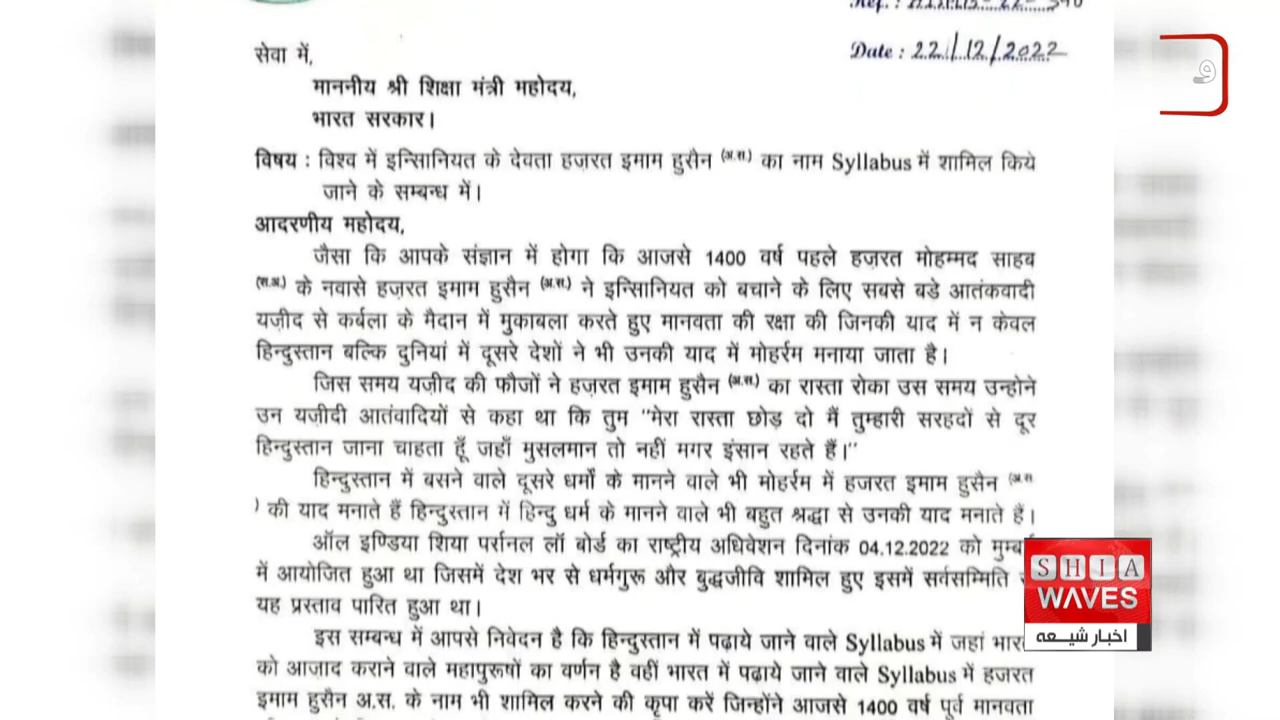 Date : 22/12/2022
सेवा में,
माननीय श्री शिक्षा मंत्री महोदय,
भारत सरकार।
विषय : विश्व में इन्सिानियत के देवता हज़रत इमाम हुसैन (अ.स.) का नाम Syllabus में शामिल किये
जाने के सम्बन्ध में।
आदरणीय महोदय,
जैसा कि आपके संज्ञान में होगा कि आजसे 1400 वर्ष पहले हज़रत मोहम्मद साहब
(स.अ.) के नवासे हज़रत इमाम हुसैन (अ.स.) ने इन्सिानियत को बचाने के लिए सबसे बडे आतंकवादी
यज़ीद से कर्बला के मैदान में मुकाबला करते हुए मानवता की रक्षा की जिनकी याद में न केवल
हिन्दुस्तान बल्कि दुनियां में दूसरे देशों ने भी उनकी याद में मोहर्रम मनाया जाता है।
जिस समय यज़ीद की फौजों ने हज़रत इमाम हुसैन (अ.स.) का रास्ता रोका उस समय उन्होने
उन यज़ीदी आतंवादियों से कहा था कि तुम "मेरा रास्ता छोड़ दो मैं तुम्हारी सरहदों से दूर
हिन्दुस्तान जाना चाहता हूँ जहाँ मुसलमान तो नहीं मगर इंसान रहते हैं।"
हिन्दुस्तान में बसने वाले दूसरे धर्मों के मानने वाले भी मोहर्रम में हजरत इमाम हुसैन (अ.स
) की याद मनाते हैं हिन्दुस्तान में हिन्दु धर्म के मानने वाले भी बहुत श्रद्धा से उनकी याद मनाते हैं।
ऑल इण्डिया शिया पर्रानल लॉ बोर्ड का राष्ट्रीय अधिवेशन दिनांक 04.12.2022 को
में आयोजित हुआ था जिसमें देश भर से धर्मगुरू और बुद्धजीवि शामिल हुए इसमें सर्वसम्मिति
यह प्रस्ताव पारित हुआ था।
इस सम्बन्ध में आपसे निवेदन है कि हिन्दुस्तान में पढ़ाये जाने वाले Syllabus में जहां
को आज़ाद कराने वाले महापुरूषों का वर्णन है वहीं भारत में पढ़ाये जाने वाले Syllabus में हजरत
इमाम हुसैन अ.स. के नाम भी शामिल करने की कृपा करें जिन्होंने आजसे 1400 वर्ष पूर्व मानवता
و
SHIA
WAVES
اخبار شیعه